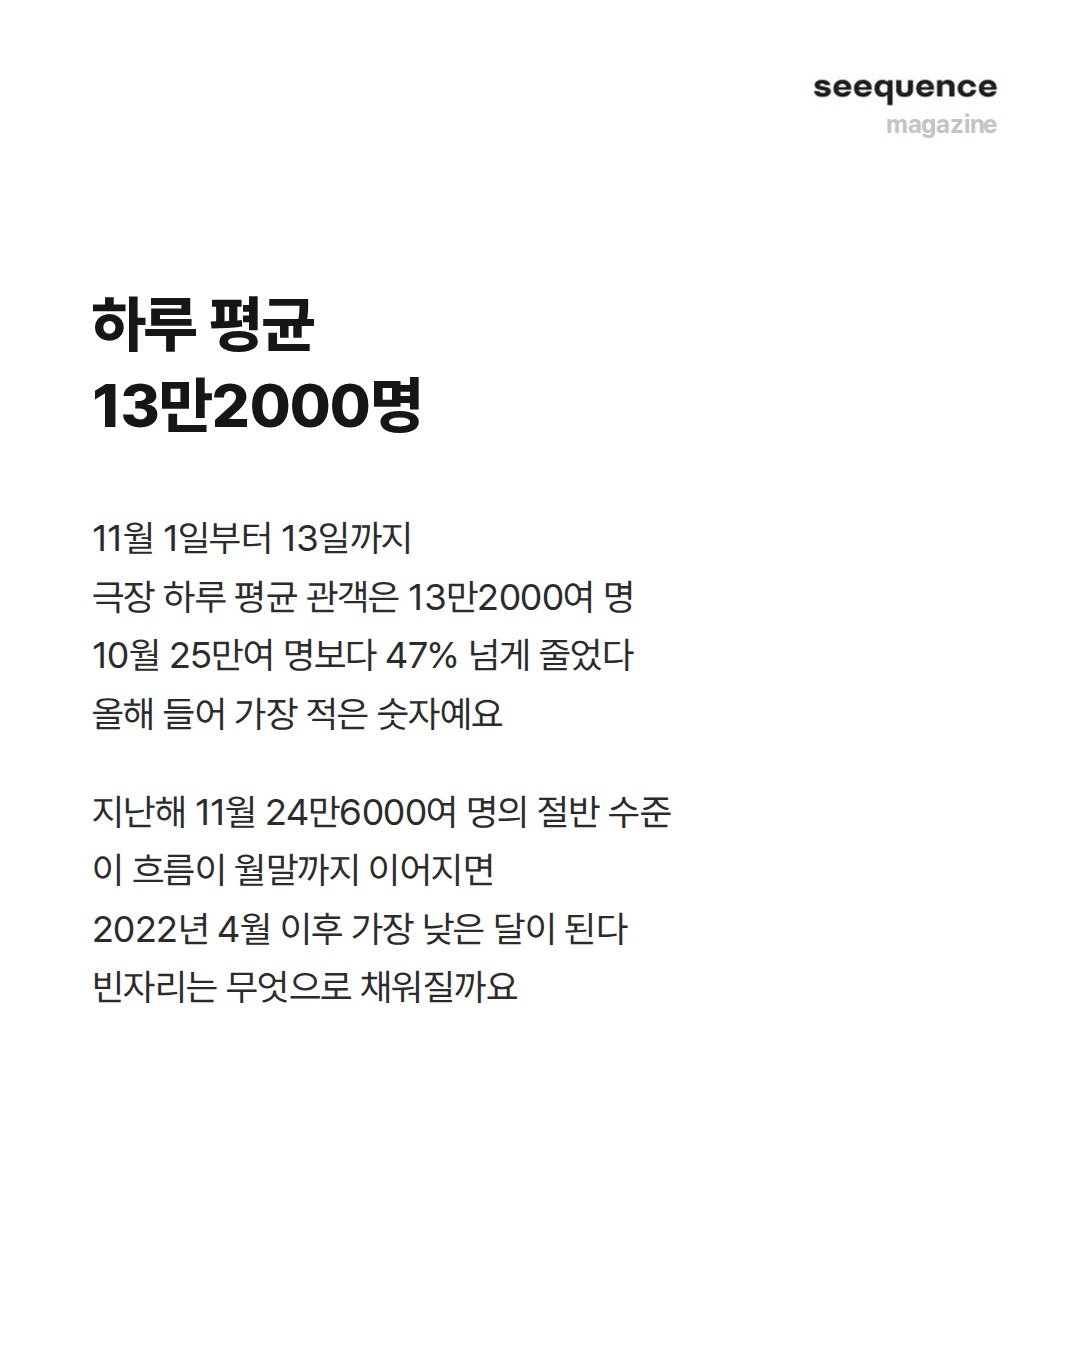 seequence
magazine
하루 평균
13만2000명
11월 1일부터 13일까지
극장 하루 평균 관객은 13만2000여 명
10월 25만여 명보다 47% 넘게 줄었다
올해 들어 가장 적은 숫자예요
지난해 11월 24만6000여 명의 절반 수준
이 흐름이 월말까지 이어지면
2022년 4월 이후 가장 낮은 달이 된다
빈자리는 무엇으로 채워질까요